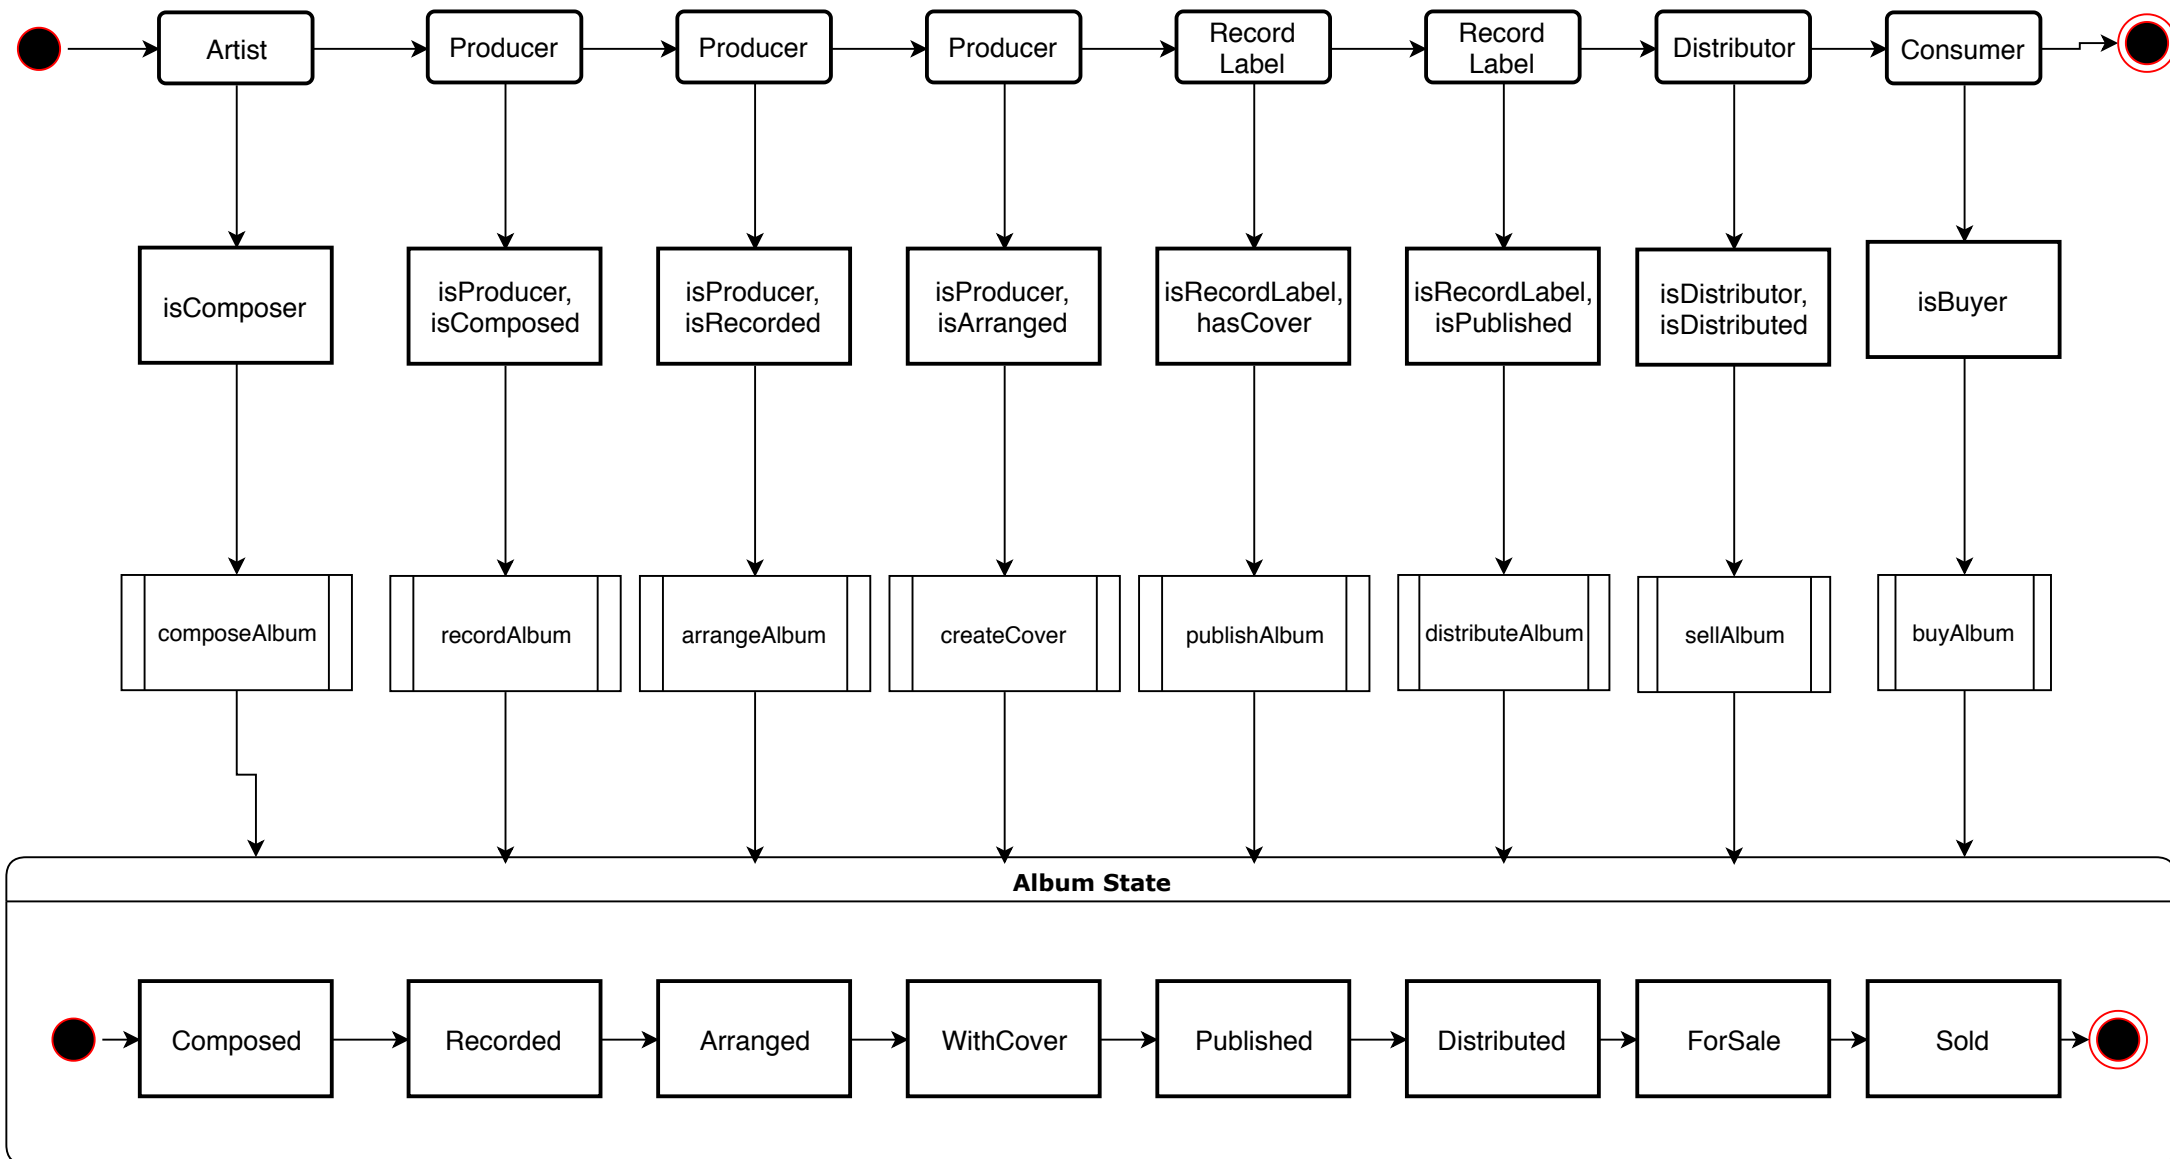 Artist
Producer
Producer
Producer
Record
Label
Record
Label
Distributor
Consumer
isComposer
isProducer,
isComposed
isProducer,
isRecorded
isProducer,
isArranged
isRecordLabel,
hasCover
isRecordLabel,
isPublished
isDistributor,
isDistributed
isBuyer
composeAlbum
recordAlbum
arrangeAlbum
createCover
publishAlbum
distributeAlbum
sellAlbum
buyAlbum
Album State
Composed
Recorded
Arranged
WithCover
Published
Distributed
ForSale
Sold